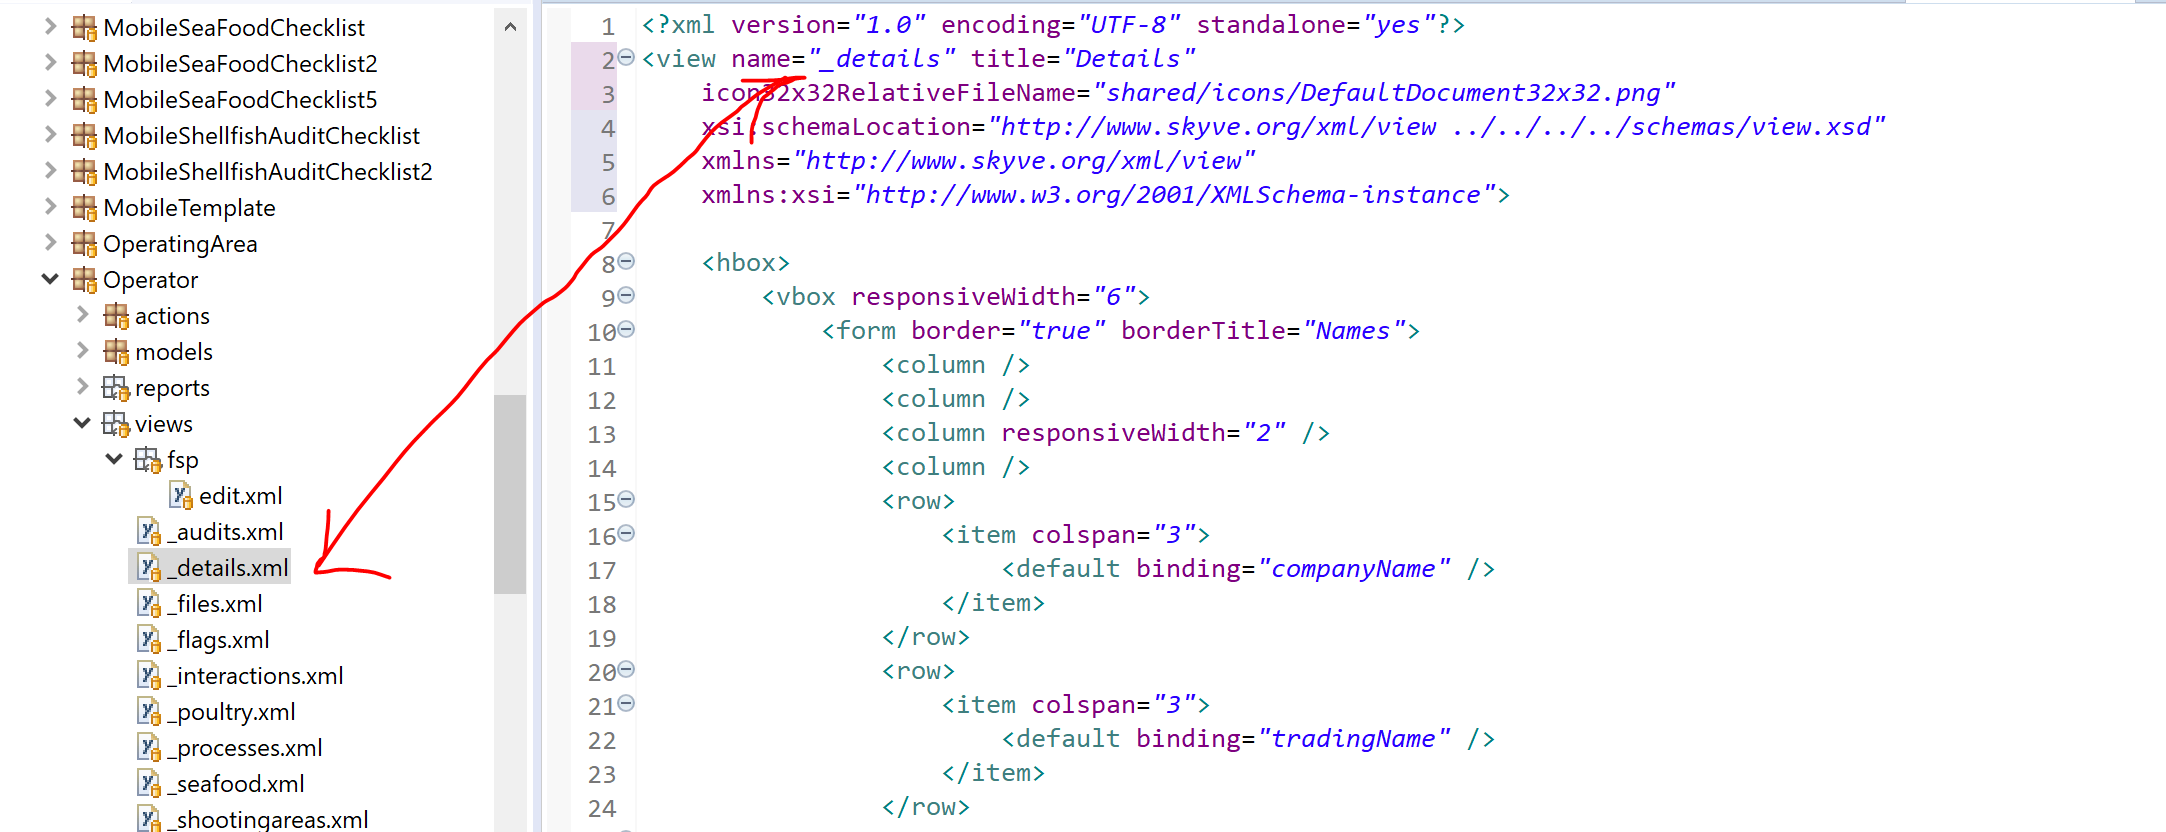 MobileSeaFoodChecklist
MobileSeaFoodChecklist2
MobileSeaFoodChecklist5
MobileShellfishAuditChecklist
MobileShellfishAuditChecklist2
MobileTemplate
OperatingArea
Operator
actions
models
reports
views
fsp
edit.xml
_audits.xml
_details.xml
_files.xml
_flags.xml
_interactions.xml
_poultry.xml
_processes.xml
_seafood.xml
_shootingareas.xml
1 <?xml version="1.0" encoding="UTF-8" standalone="yes"?>
2 <view name="_details" title="Details"
3 icon32x32RelativeFileName="shared/icons/DefaultDocument32x32.png"
4 xsi:schemaLocation="http://www.skyve.org/xml/view ../../../../schemas/view.xsd"
5 xmlns="http://www.skyve.org/xml/view"
6 xmlns:xsi="http://www.w3.org/2001/XMLSchema-instance">
7
8 <hbox>
9 <vbox responsiveWidth="6">
10 <form border="true" borderTitle="Names">
11 <column />
12 <column />
13 <column responsiveWidth="2" />
14 <column />
15 <row>
16 <item colspan="3">
17 <default binding="companyName" />
18 </item>
19 </row>
20 <row>
21 <item colspan="3">
22 <default binding="tradingName" />
23 </item>
24 </row>